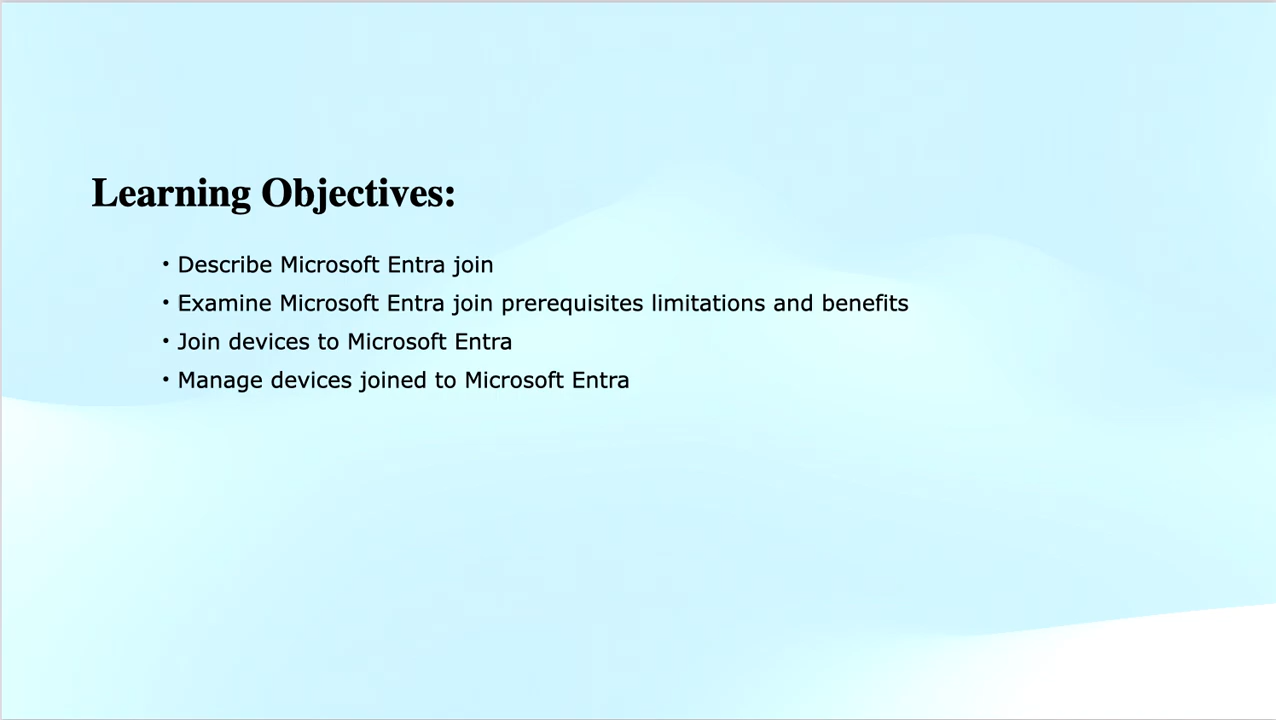 Learning Objectives:
• Describe Microsoft Entra join
• Examine Microsoft Entra join prerequisites limitations and benefits
• Join devices to Microsoft Entra
• Manage devices joined to Microsoft Entra